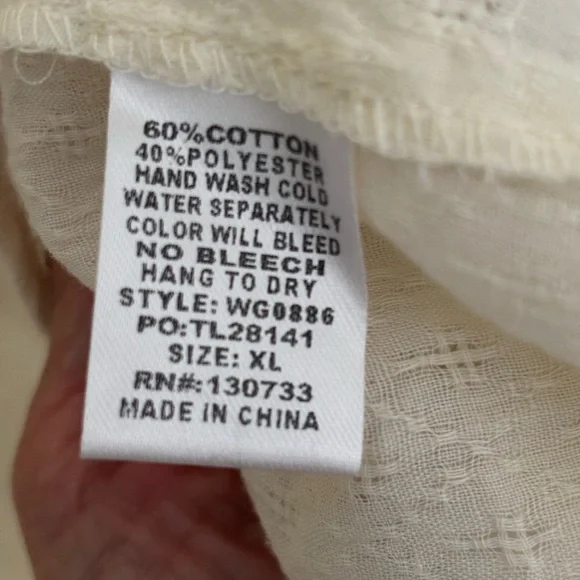 60%COTTON
40%POLYESTER
HAND WASH COLD
WATER SEPARATELY
COLOR WILL BLEED
NO BLEECH
HANG TO DRY
STYLE: WG0886
PO:TL28141
SIZE: XL
RN#:130733
MADE IN CHINA